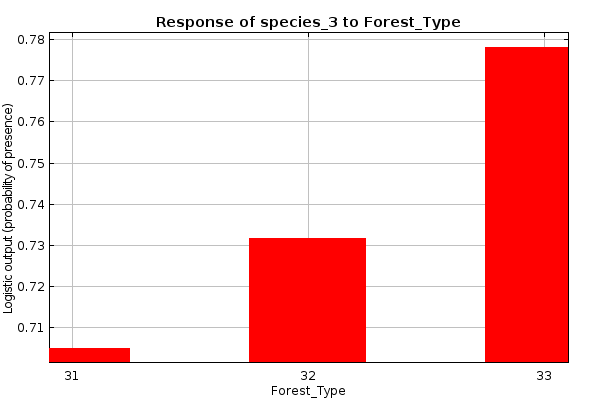 Response of species_3 to Forest_Type
Logistic output (probability of presence)
0.78
0.77
0.76
0.75
0.74
0.73
0.72
0.71
31 32 33
Forest_Type